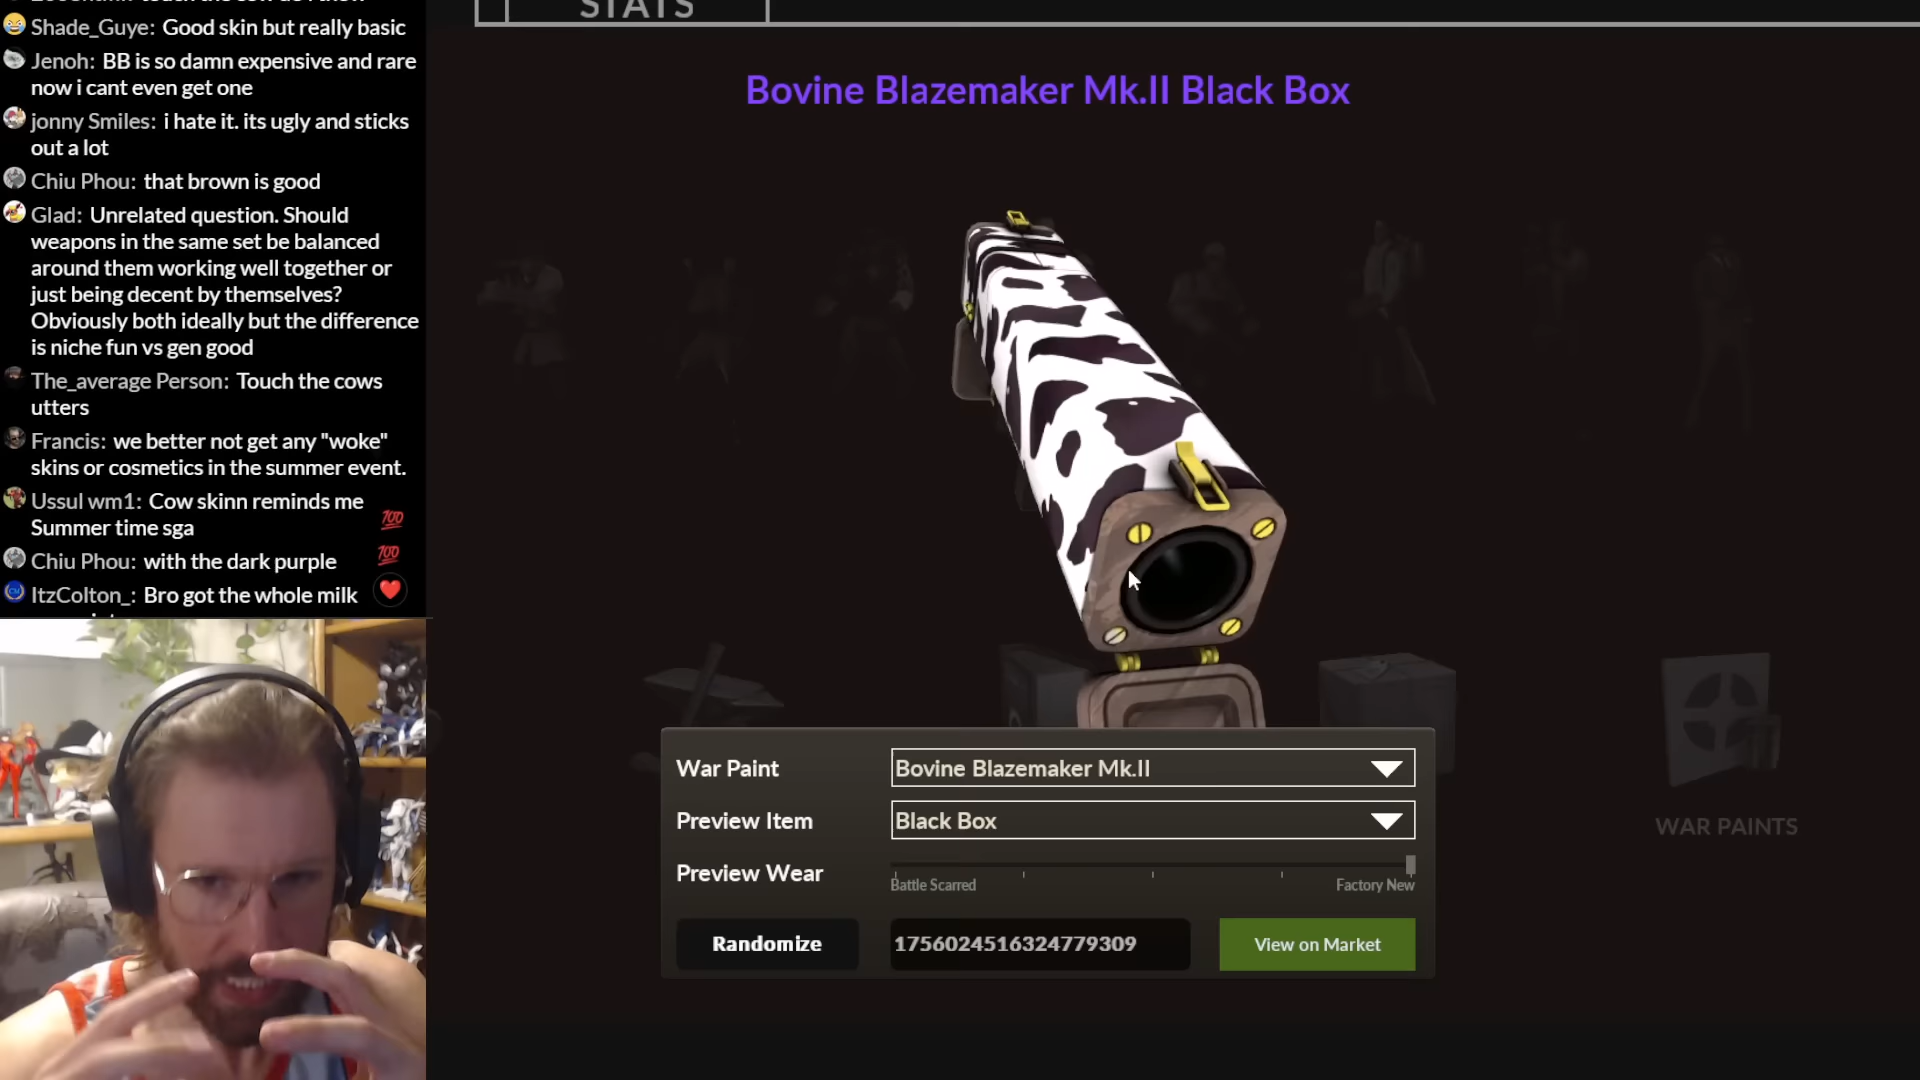 STATS
Shade_Guye: Good skin but really basic
Jenoh: BB is so damn expensive and rare
now i cant even get one
jonny Smiles: i hate it. its ugly and sticks
out a lot
Chiu Phou: that brown is good
Glad: Unrelated question. Should
weapons in the same set be balanced
around them working well together or
just being decent by themselves?
Obviously both ideally but the difference
is niche fun vs gen good
The_average Person: Touch the cows
utters
Francis: we better not get any "woke"
skins or cosmetics in the summer event.
Ussul wm1: Cow skinn reminds me
Summer time sga
Chiu Phou: with the dark purple
ItzColton_: Bro got the whole milk
100
100
Bovine Blazemaker Mk.II Black Box
War Paint
Bovine Blazemaker Mk.II
Preview Item
Black Box
Preview Wear
Battle Scarred
Factory New
Randomize
1756024516324779309
View on Market
WAR PAINTS